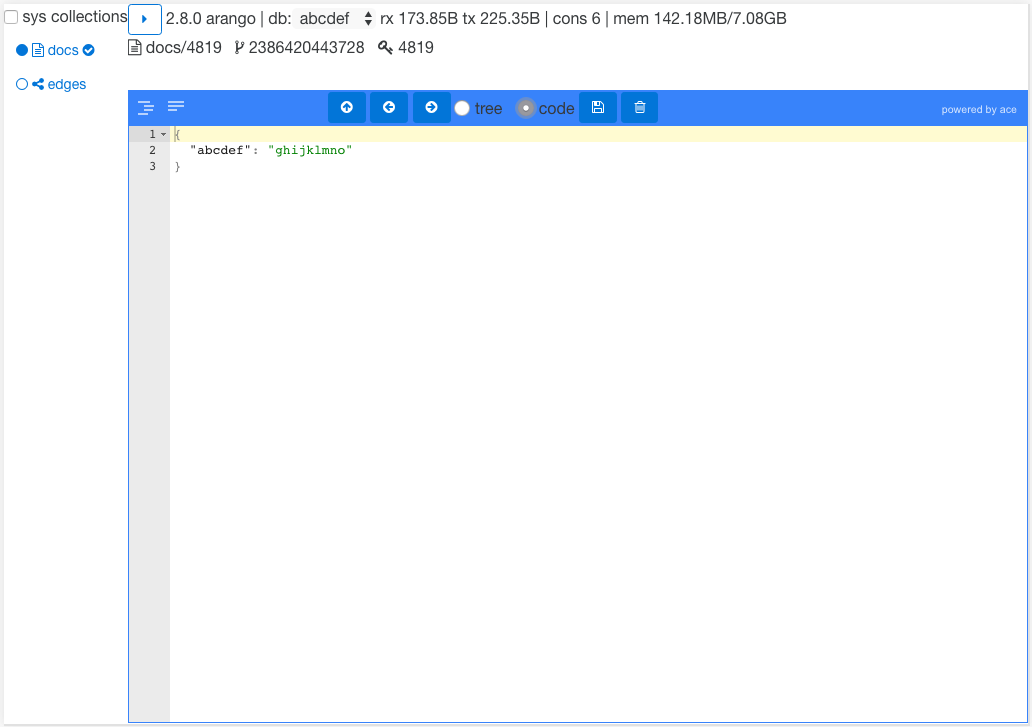 sys collections
2.8.0 arango | db: abcdef rx 173.85B tx 225.35B | cons 6 | mem 142.18MB/7.08GB
docs
docs/4819 2386420443728 4819
edges
tree code powered by ace
1 {
2 "abcdef": "ghijklmno"
3 }